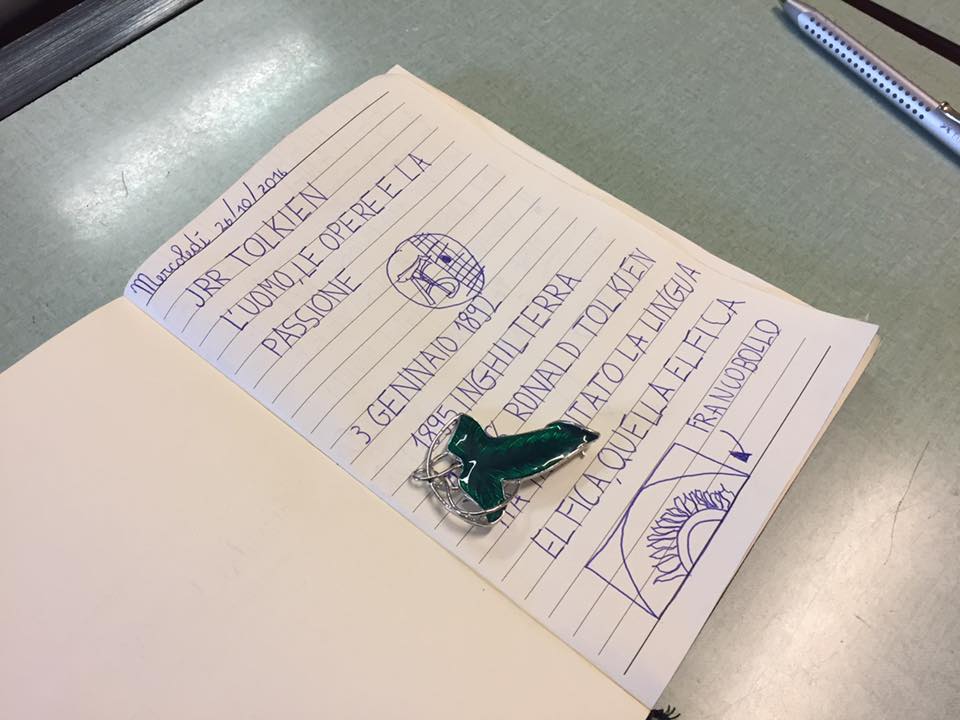 Mercoledì 26/10/2016
JRR TOLKIEN
L'UOMO, LE OPERE E LA
PASSIONE
3 GENNAIO 1892
1895 INGHILTERRA
RONALD TOLKIEN
TATO LA LINGUA
ELFICA, QUELLA ELFICA
FRANCOBOLLO